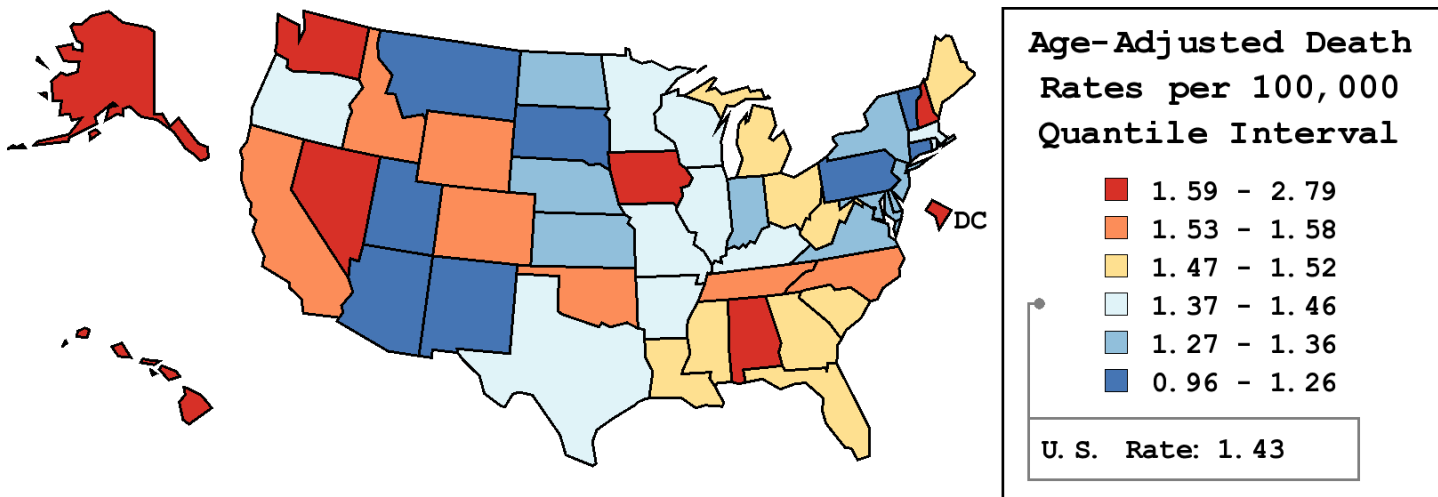 DC
Age-Adjusted Death
Rates per 100,000
Quantile Interval
1.59 - 2.79
1.53 - 1.58
1.47 - 1.52
1.37 - 1.46
1.27 - 1.36
0.96 - 1.26
U.S. Rate: 1.43